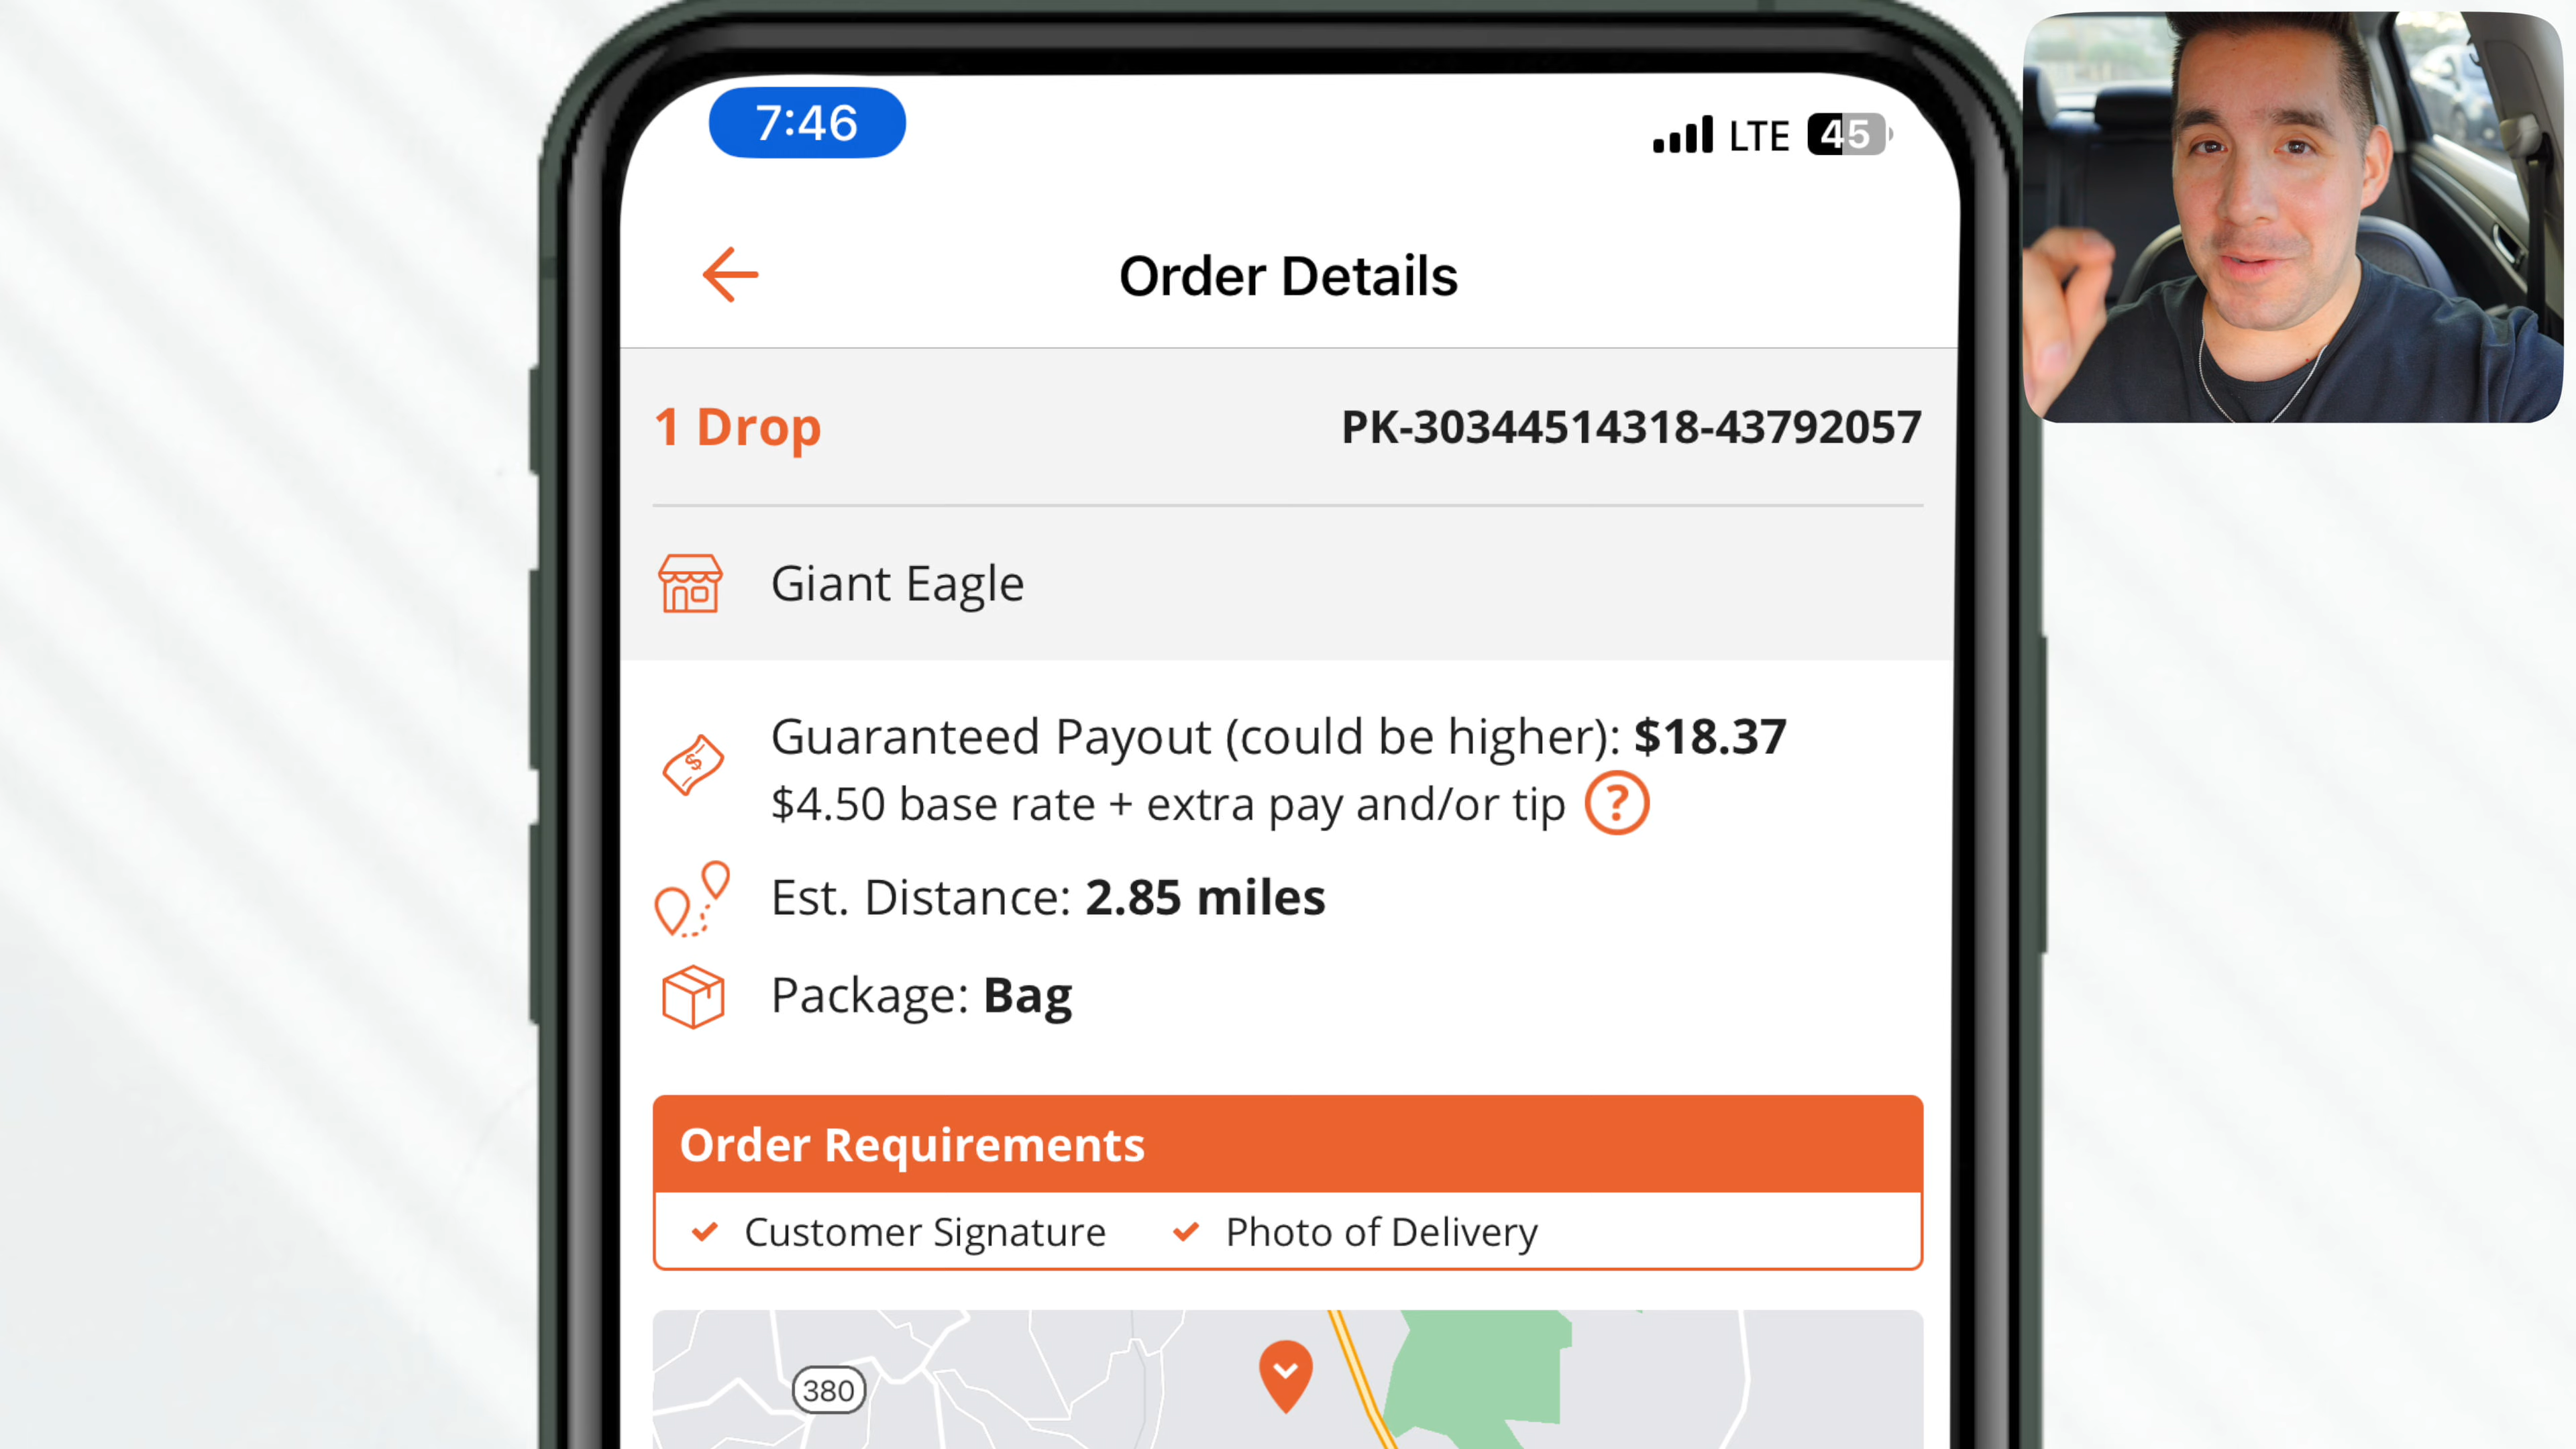 7:46
LTE 45
Order Details
1 Drop
PK-30344514318-43792057
Giant Eagle
Guaranteed Payout (could be higher): $18.37
$4.50 base rate + extra pay and/or tip ?
Est. Distance: 2.85 miles
Package: Bag
Order Requirements
Customer Signature
Photo of Delivery
380